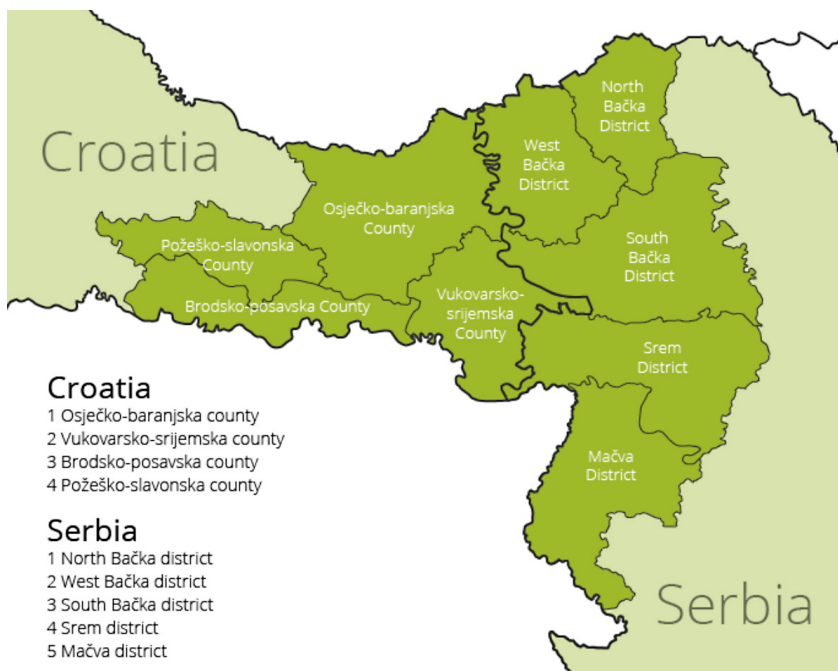 Croatia
North
Bačka
District
West
Bačka
District
Osječko-baranjska
County
Požeško-slavonska
County
South
Bačka
District
Brodsko-posavska County
Vukovarsko-
srijemska
County
Srem
District
Mačva
District
Croatia
1 Osječko-baranjska county
2 Vukovarsko-srijemska county
3 Brodsko-posavska county
4 Požeško-slavonska county
Serbia
1 North Bačka district
2 West Bačka district
3 South Bačka district
4 Srem district
5 Mačva district
Serbia